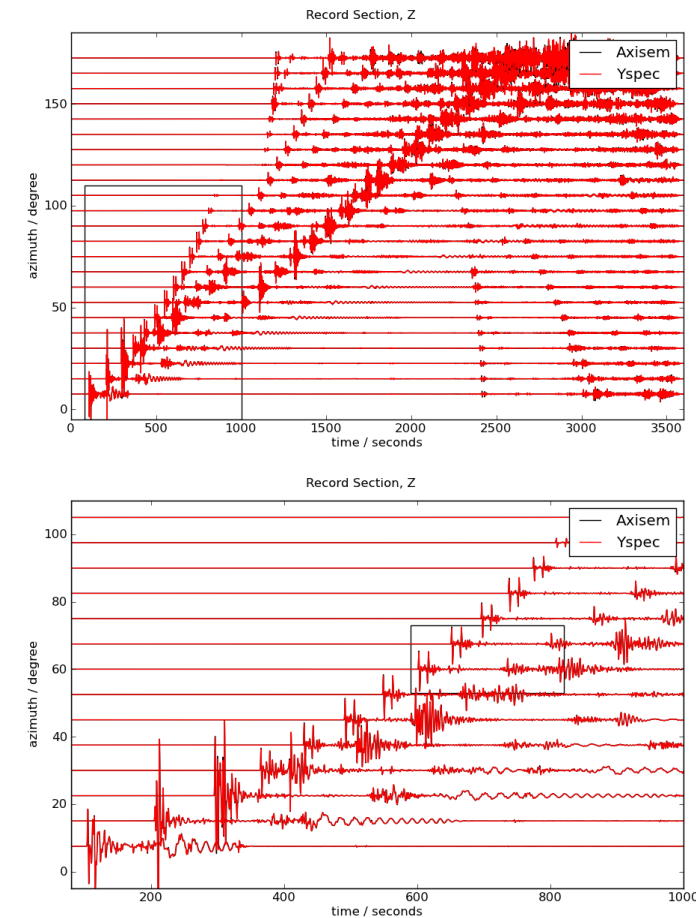 Record Section, Z
Axisem
Yspec
azimuth / degree
150
100
50
0
0 500 1000 1500 2000 2500 3000 3500
time / seconds
Record Section, Z
Axisem
Yspec
azimuth / degree
100
80
60
40
20
0
200 400 600 800 1000
time / seconds